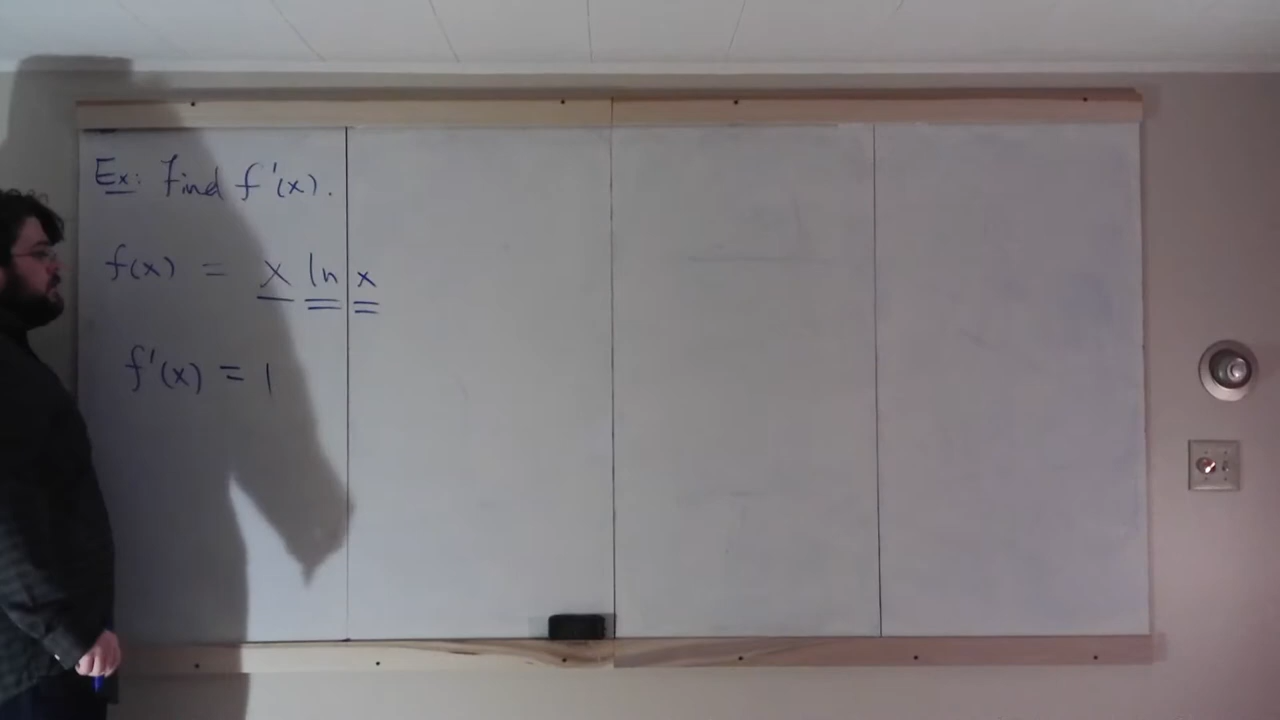 Ex: Find f'(x).
f(x) = x ln x
f'(x) = 1